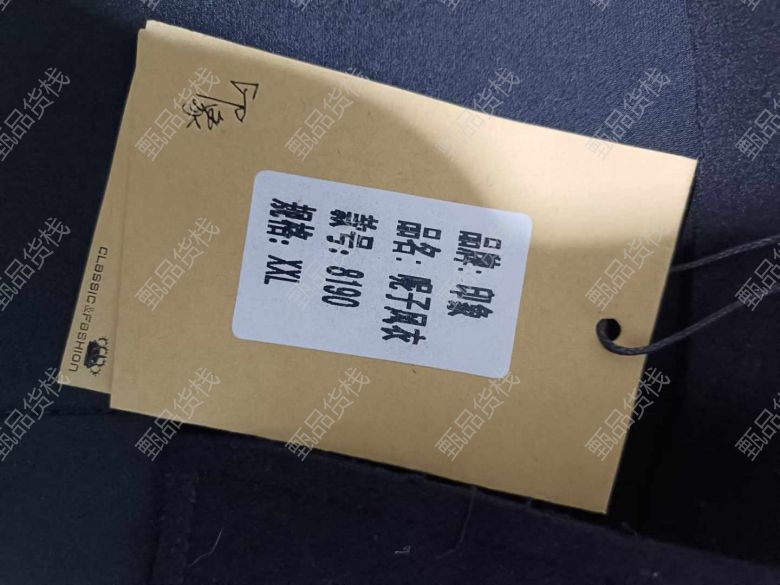 品牌: 印象
品名: 呢子风衣
款号: 8190
规格: XXL
印象
CLASSIC&FASHION
甄品货栈